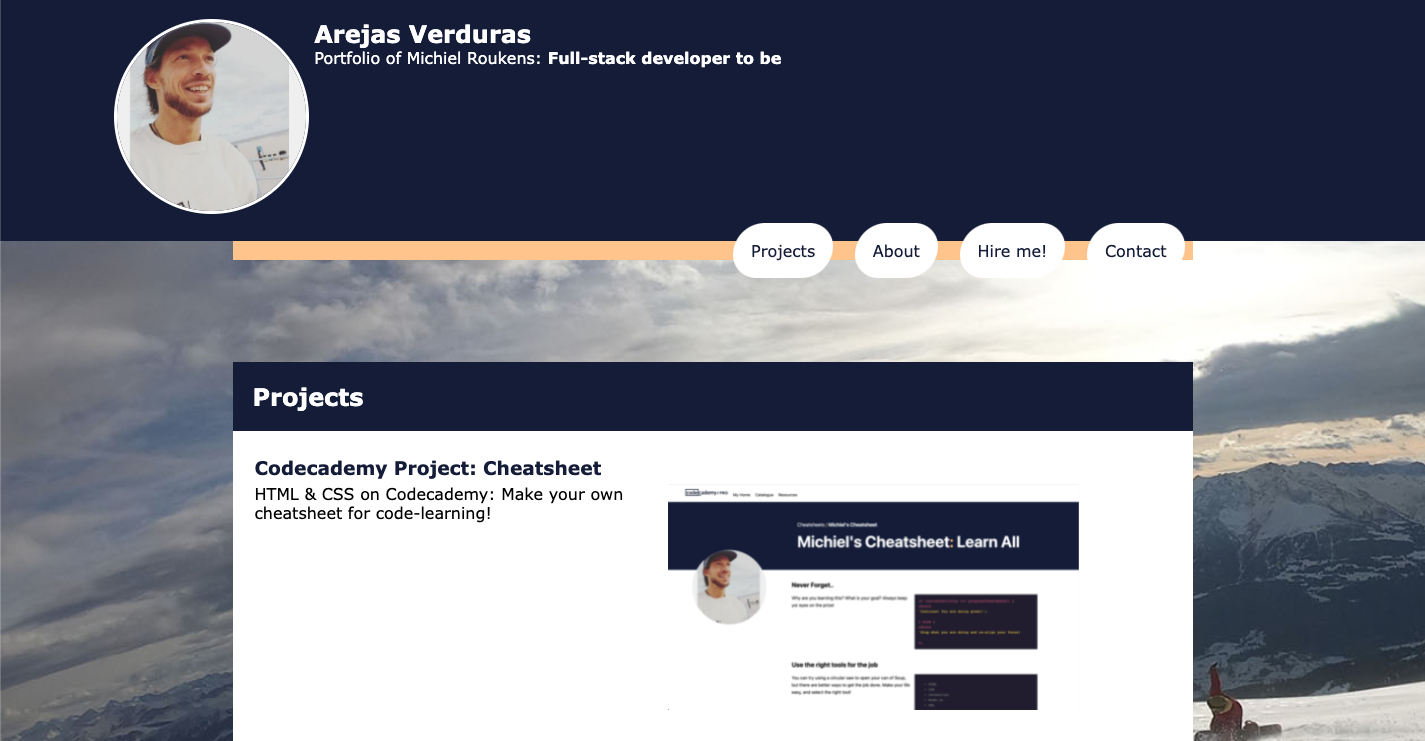 Arejas Verduras
Portfolio of Michiel Roukens: Full-stack developer to be
Projects
About
Hire me!
Contact
Projects
Codecademy Project: Cheatsheet
HTML & CSS on Codecademy: Make your own
cheatsheet for code-learning!
codecademy PRO
My Home
Catalogue
Resources
Cheatsheets / Michiel's Cheatsheet
Michiel's Cheatsheet: Learn All
Never Forget..
Why are you learning this? What is your goal? Always keep
yor eyes on the prize!
Use the right tools for the job
You can try using a circular saw to open your can of Soup,
but there are better ways to get the job done. Make your life
easy, and select the right tool!